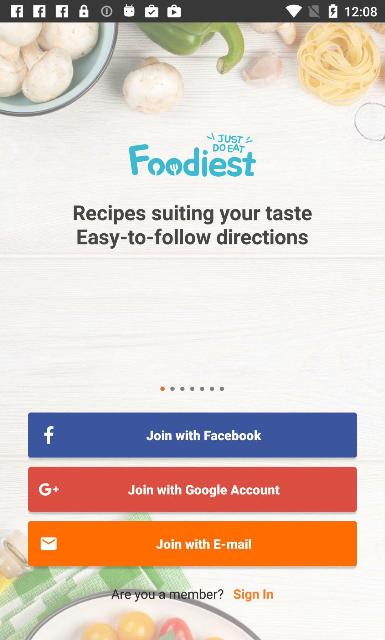 12:08
JUST
DO EAT
Foodiest
Recipes suiting your taste
Easy-to-follow directions
Join with Facebook
G+ Join with Google Account
Join with E-mail
Are you a member? Sign In